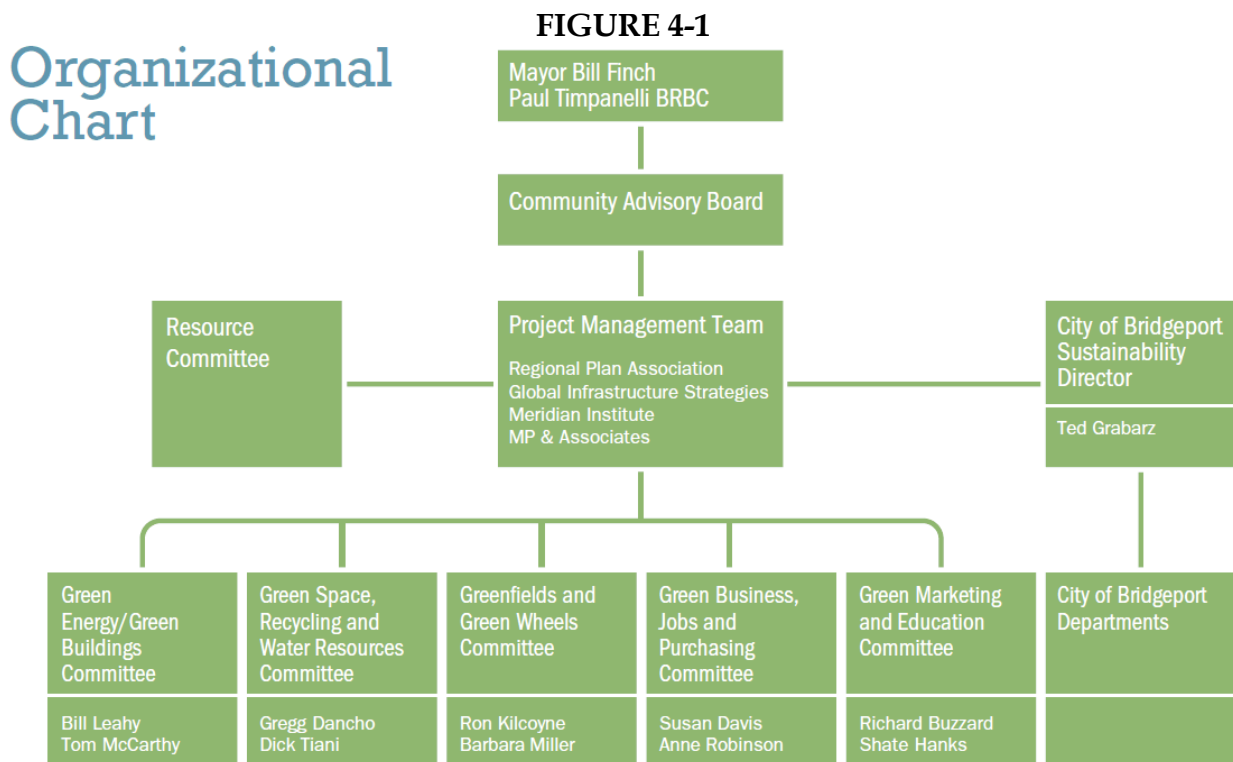 FIGURE 4-1
Organizational
Chart
Mayor Bill Finch
Paul Timpanelli BRBC
Community Advisory Board
Resource
Committee
Project Management Team
Regional Plan Association
Global Infrastructure Strategies
Meridian Institute
MP & Associates
City of Bridgeport
Sustainability
Director
Ted Grabarz
Green
Energy/Green
Buildings
Committee
Bill Leahy
Tom McCarthy
Green Space,
Recycling and
Water Resources
Committee
Gregg Dancho
Dick Tiani
Greenfields and
Green Wheels
Committee
Ron Kilcoyne
Barbara Miller
Green Business,
Jobs and
Purchasing
Committee
Susan Davis
Anne Robinson
Green Marketing
and Education
Committee
Richard Buzzard
Shate Hanks
City of Bridgeport
Departments